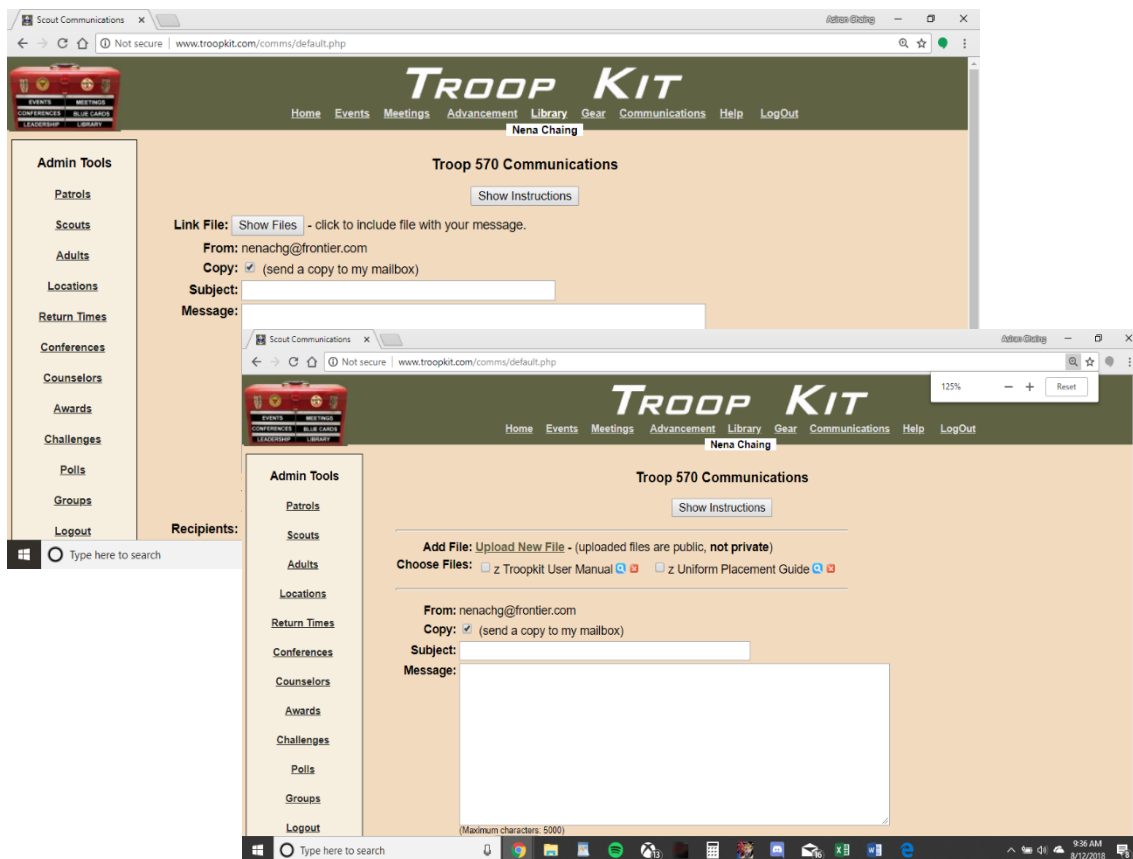 Scout Communications
Not secure | www.troopkit.com/comms/default.php
TROOP KIT
EVENTS MEETINGS
CONFERENCES BLUE CARDS
LEADERSHIP LIBRARY
Home Events Meetings Advancement Library Gear Communications Help LogOut
Nena Chaing
Admin Tools
Patrols
Scouts
Adults
Locations
Return Times
Conferences
Counselors
Awards
Challenges
Polls
Groups
Logout
Troop 570 Communications
Show Instructions
Link File: Show Files - click to include file with your message.
From: nenachg@frontier.com
Copy: (send a copy to my mailbox)
Subject:
Message:
Recipients:
Type here to search
Scout Communications
Not secure | www.troopkit.com/comms/default.php
125% − + Reset
TROOP KIT
EVENTS MEETINGS
CONFERENCES BLUE CARDS
LEADERSHIP LIBRARY
Home Events Meetings Advancement Library Gear Communications Help LogOut
Nena Chaing
Admin Tools
Patrols
Scouts
Adults
Locations
Return Times
Conferences
Counselors
Awards
Challenges
Polls
Groups
Logout
Troop 570 Communications
Show Instructions
Add File: Upload New File - (uploaded files are public, not private)
Choose Files: z Troopkit User Manual z Uniform Placement Guide
From: nenachg@frontier.com
Copy: (send a copy to my mailbox)
Subject:
Message:
(Maximum characters: 5000)
Type here to search
13
16
9:36 AM
8/12/2018